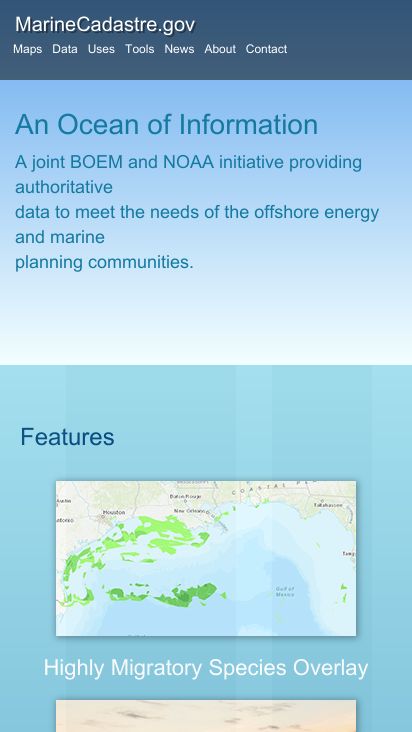 MarineCadastre.gov
Maps Data Uses Tools News About Contact
An Ocean of Information
A joint BOEM and NOAA initiative providing
authoritative
data to meet the needs of the offshore energy
and marine
planning communities.
Features
Austin
Houston
Baton Rouge
New Orleans
COASTAL
Tallahassee
Gulf of
Mexico
Highly Migratory Species Overlay